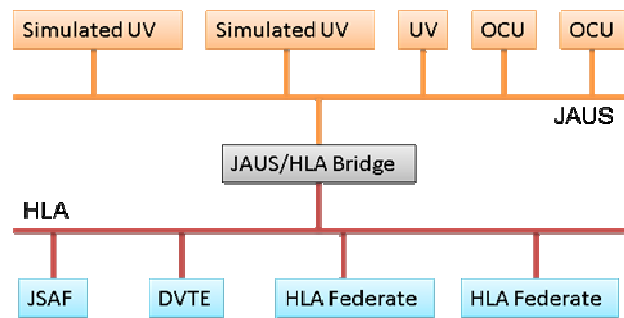 Simulated UV
Simulated UV
UV
OCU
OCU
JAUS
JAUS/HLA Bridge
HLA
JSAF
DVTE
HLA Federate
HLA Federate